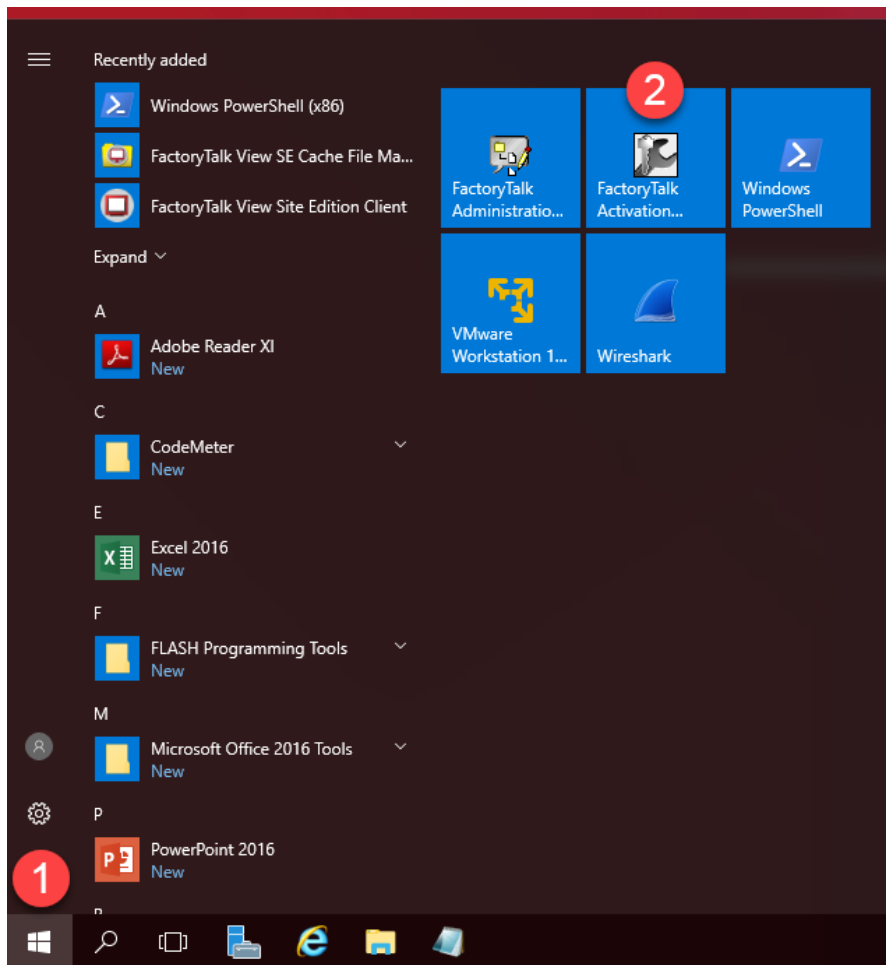 Recently added
Windows PowerShell (x86)
FactoryTalk View SE Cache File Ma...
FactoryTalk View Site Edition Client
Expand
A
Adobe Reader XI
New
C
CodeMeter
New
E
Excel 2016
New
F
FLASH Programming Tools
New
M
Microsoft Office 2016 Tools
New
P
PowerPoint 2016
New
2
FactoryTalk
Administratio...
FactoryTalk
Activation...
Windows
PowerShell
VMware
Workstation 1...
Wireshark
1